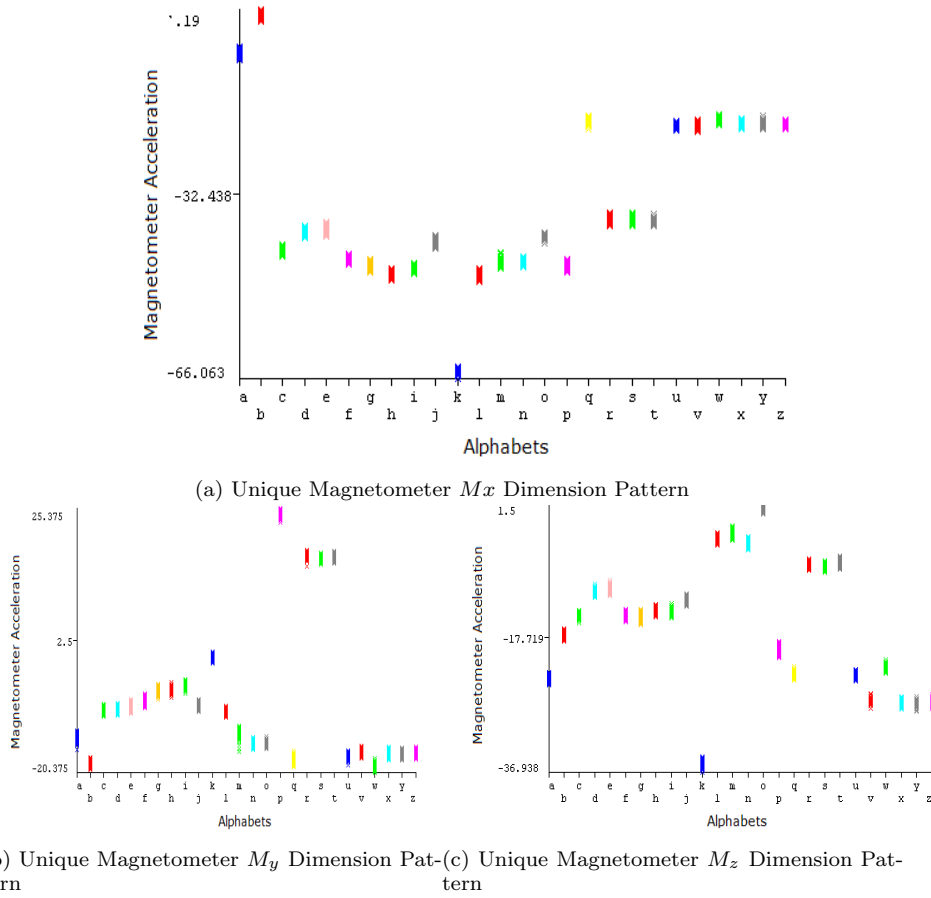 .19
Magnetometer Acceleration
-32.438
-66.063
a c e g i k m o q s u w y
b d f h j l n p r t v x z
Alphabets
(a) Unique Magnetometer Mx Dimension Pattern
25.375
Magnetometer Acceleration
2.5
-20.375
a c e g i k m o q s u w y
b d f h j l n p r t v x z
Alphabets
) Unique Magnetometer My Dimension Pat-
rn
1.5
Magnetometer Acceleration
-17.719
-36.938
a c e g i k m o q s u w y
b d f h j l n p r t v x z
Alphabets
(c) Unique Magnetometer Mz Dimension Pat-
tern